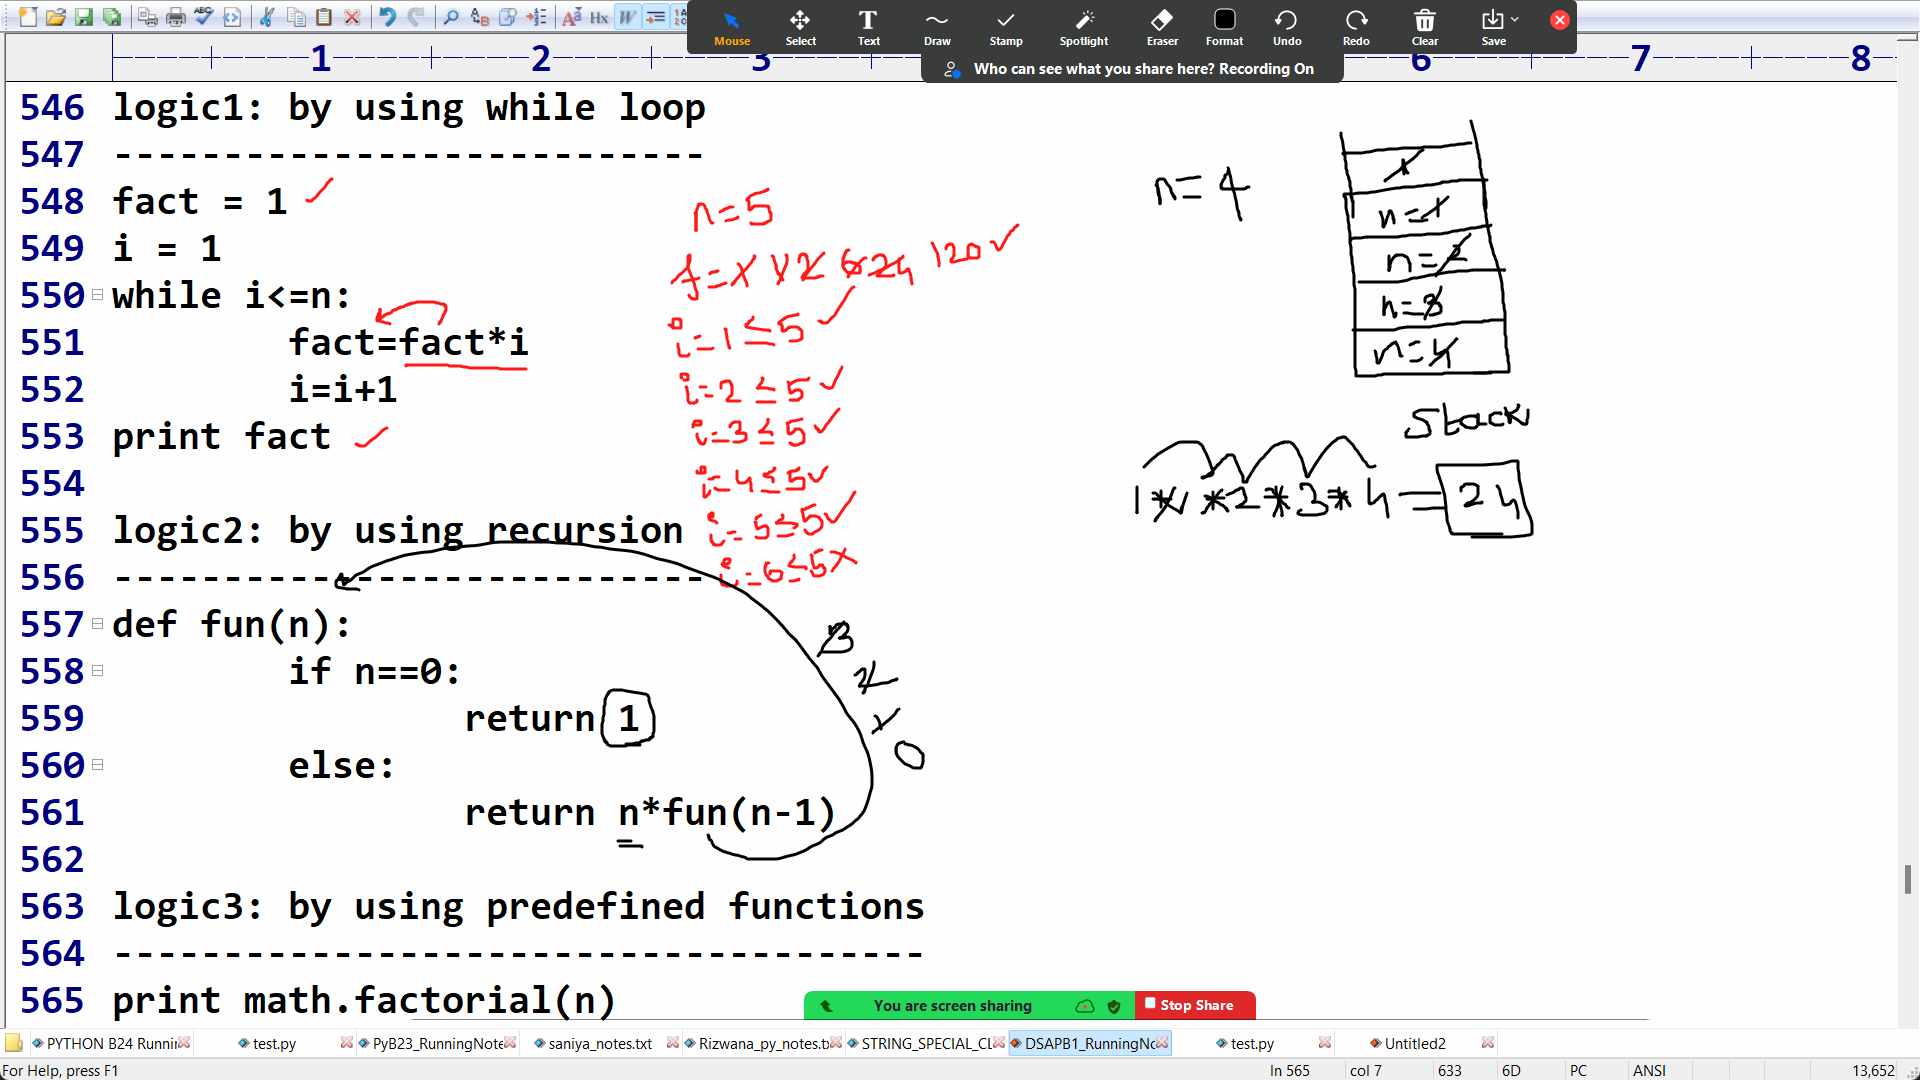 Mouse Select Text Draw Stamp Spotlight Eraser Format Undo Redo Clear Save
Who can see what you share here? Recording On
1 2 3 6 7 8
546 logic1: by using while loop
547 ---------------------------
548 fact = 1
549 i = 1
550 while i<=n:
551 fact=fact*i
552 i=i+1
553 print fact
554
555 logic2: by using recursion
556 ---------------------------
557 def fun(n):
558 if n==0:
559 return 1
560 else:
561 return n*fun(n-1)
562
563 logic3: by using predefined functions
564 -------------------------------------
565 print math.factorial(n)
n=5
f=1 1 2 6 24 120
i=1≤5
i=2≤5
i=3≤5
i=4≤5
i=5≤5
i=6≤5
3
2
1
0
n=4
1
n=1
n=2
n=3
n=4
Stack
1*1*2*3*4=24
You are screen sharing Stop Share
PYTHON B24 Runni test.py PyB23_RunningNote saniya_notes.txt Rizwana_py_notes.tx STRING_SPECIAL_CL DSAPB1_RunningNo test.py Untitled2
For Help, press F1 ln 565 col 7 633 6D PC ANSI 13,652